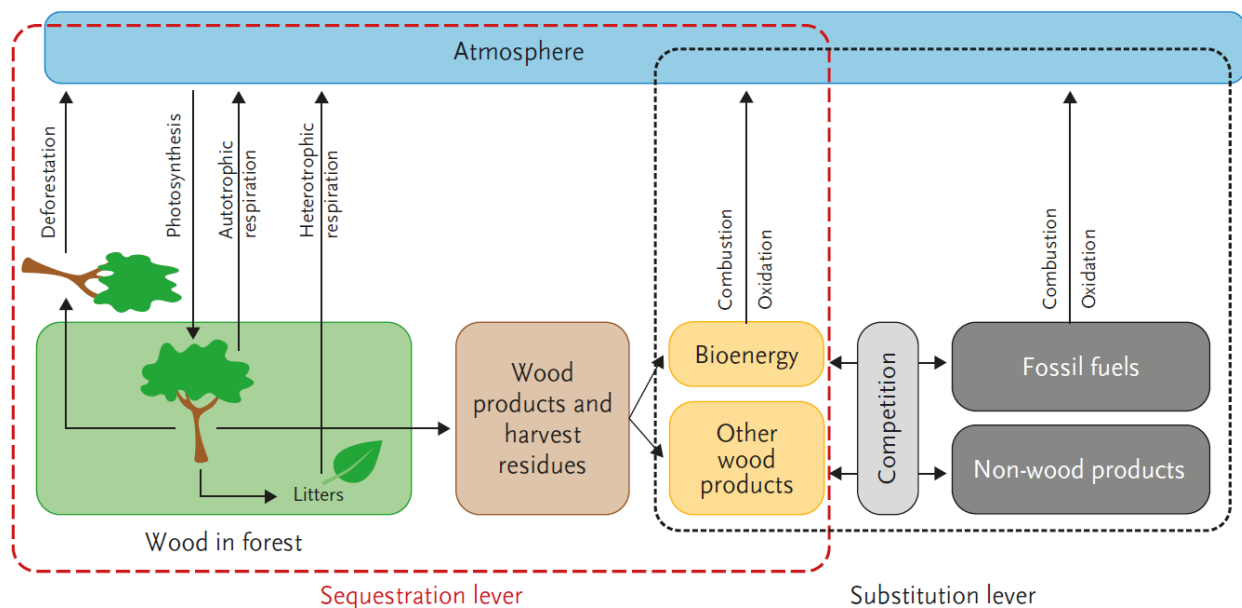 Atmosphere
Deforestation
Photosynthesis
Autotrophic
respiration
Heterotrophic
respiration
Combustion
Oxidation
Combustion
Oxidation
Litters
Wood in forest
Wood
products and
harvest
residues
Bioenergy
Other
wood
products
Competition
Fossil fuels
Non-wood products
Sequestration lever
Substitution lever